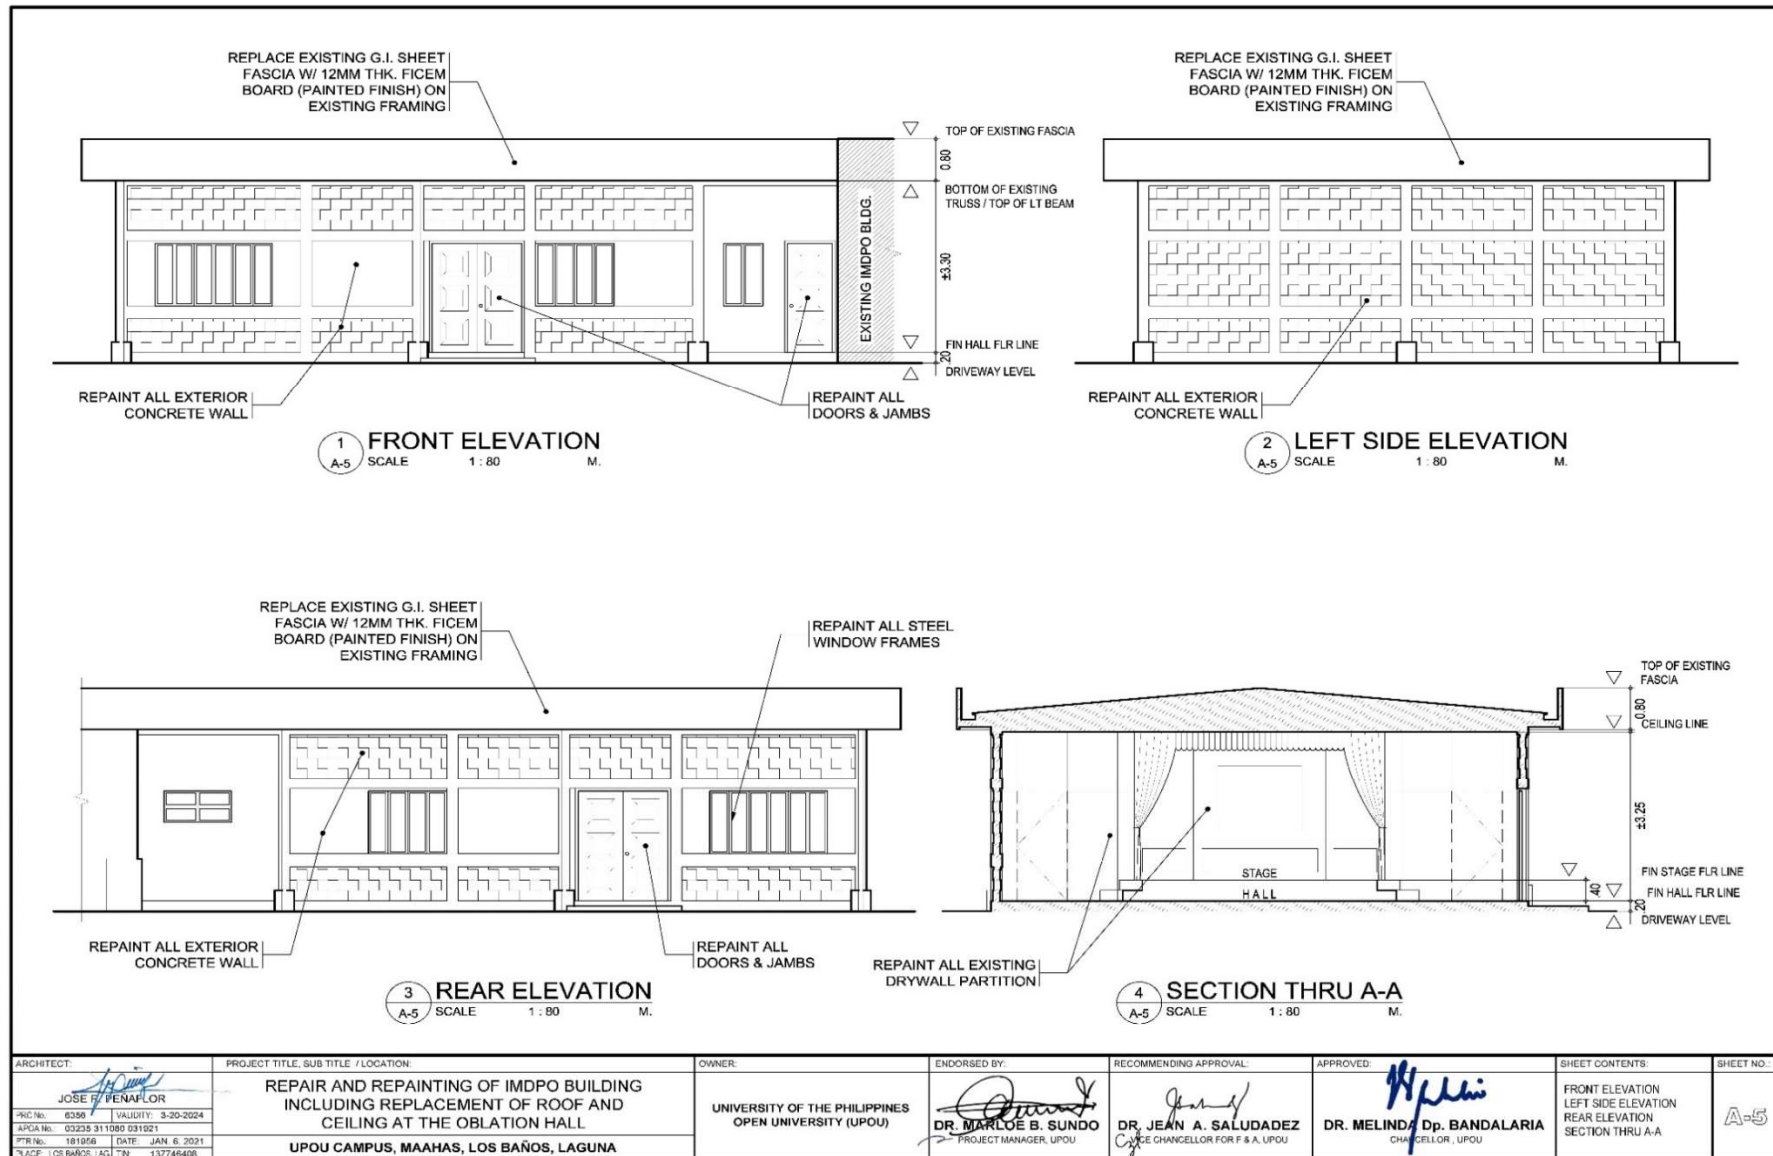 REPLACE EXISTING G.I. SHEET
FASCIA W/ 12MM THK. FICEM
BOARD (PAINTED FINISH) ON
EXISTING FRAMING
TOP OF EXISTING FASCIA
0.80
BOTTOM OF EXISTING
TRUSS / TOP OF LT BEAM
EXISTING IMDPO BLDG.
±3.30
FIN HALL FLR LINE
20
DRIVEWAY LEVEL
REPAINT ALL EXTERIOR
CONCRETE WALL
REPAINT ALL
DOORS & JAMBS
1
A-5
FRONT ELEVATION
SCALE 1 : 80 M.
REPLACE EXISTING G.I. SHEET
FASCIA W/ 12MM THK. FICEM
BOARD (PAINTED FINISH) ON
EXISTING FRAMING
REPAINT ALL EXTERIOR
CONCRETE WALL
2
A-5
LEFT SIDE ELEVATION
SCALE 1 : 80 M.
REPLACE EXISTING G.I. SHEET
FASCIA W/ 12MM THK. FICEM
BOARD (PAINTED FINISH) ON
EXISTING FRAMING
REPAINT ALL STEEL
WINDOW FRAMES
REPAINT ALL EXTERIOR
CONCRETE WALL
REPAINT ALL
DOORS & JAMBS
3
A-5
REAR ELEVATION
SCALE 1 : 80 M.
TOP OF EXISTING
FASCIA
0.80
CEILING LINE
±3.25
STAGE
HALL
FIN STAGE FLR LINE
.40
FIN HALL FLR LINE
20
DRIVEWAY LEVEL
REPAINT ALL EXISTING
DRYWALL PARTITION
4
A-5
SECTION THRU A-A
SCALE 1 : 80 M.
ARCHITECT:
JOSE F. PEÑAFLOR
PRC No. 6356 VALIDITY: 3-20-2024
APOA No. 03235 311080 031921
PTR No. 181956 DATE: JAN. 6, 2021
PLACE: LOS BAÑOS, LAG. TIN: 137746408
PROJECT TITLE, SUB TITLE / LOCATION:
REPAIR AND REPAINTING OF IMDPO BUILDING
INCLUDING REPLACEMENT OF ROOF AND
CEILING AT THE OBLATION HALL
UPOU CAMPUS, MAAHAS, LOS BAÑOS, LAGUNA
OWNER:
UNIVERSITY OF THE PHILIPPINES
OPEN UNIVERSITY (UPOU)
ENDORSED BY:
DR. MARLOE B. SUNDO
PROJECT MANAGER, UPOU
RECOMMENDING APPROVAL:
DR. JEAN A. SALUDADEZ
VICE CHANCELLOR FOR F & A, UPOU
APPROVED:
DR. MELINDA Dp. BANDALARIA
CHANCELLOR , UPOU
SHEET CONTENTS:
FRONT ELEVATION
LEFT SIDE ELEVATION
REAR ELEVATION
SECTION THRU A-A
SHEET NO.:
A-5